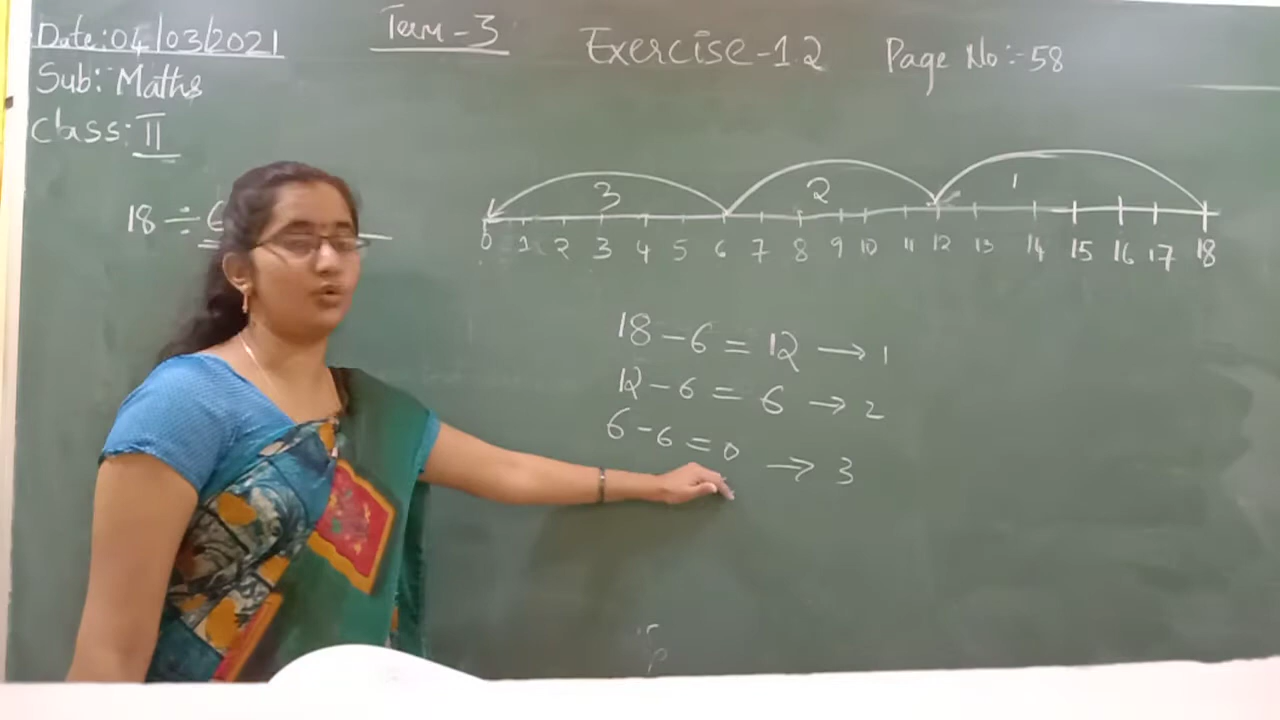 Date:04/03/2021
Term-3
Exercise-1.2
Page No:-58
Sub: Maths
Class: II
18 ÷ 6
3 2 1
0 1 2 3 4 5 6 7 8 9 10 11 12 13 14 15 16 17 18
18 - 6 = 12 → 1
12 - 6 = 6 → 2
6 - 6 = 0 → 3